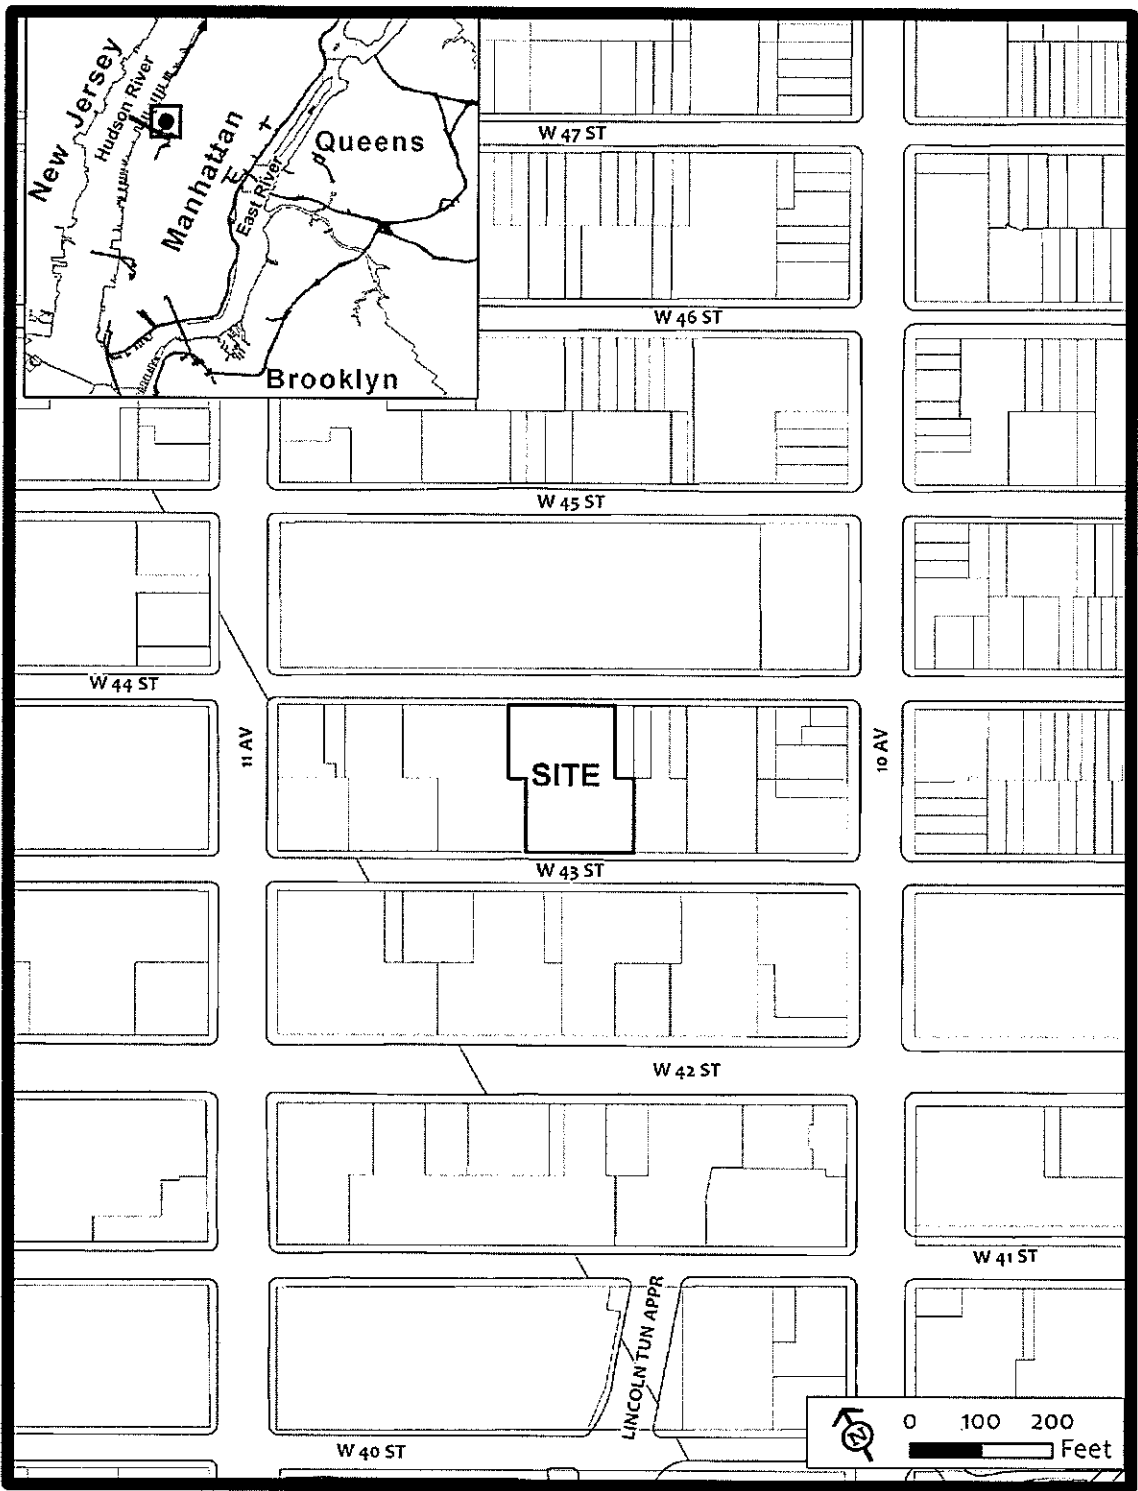 New Jersey
Hudson River
Manhattan
East River
Queens
Brooklyn
W 47 ST
W 46 ST
W 45 ST
W 44 ST
11 AV
SITE
10 AV
W 43 ST
W 42 ST
W 41 ST
LINCOLN TUN APPR
W 40 ST
N
0 100 200
Feet